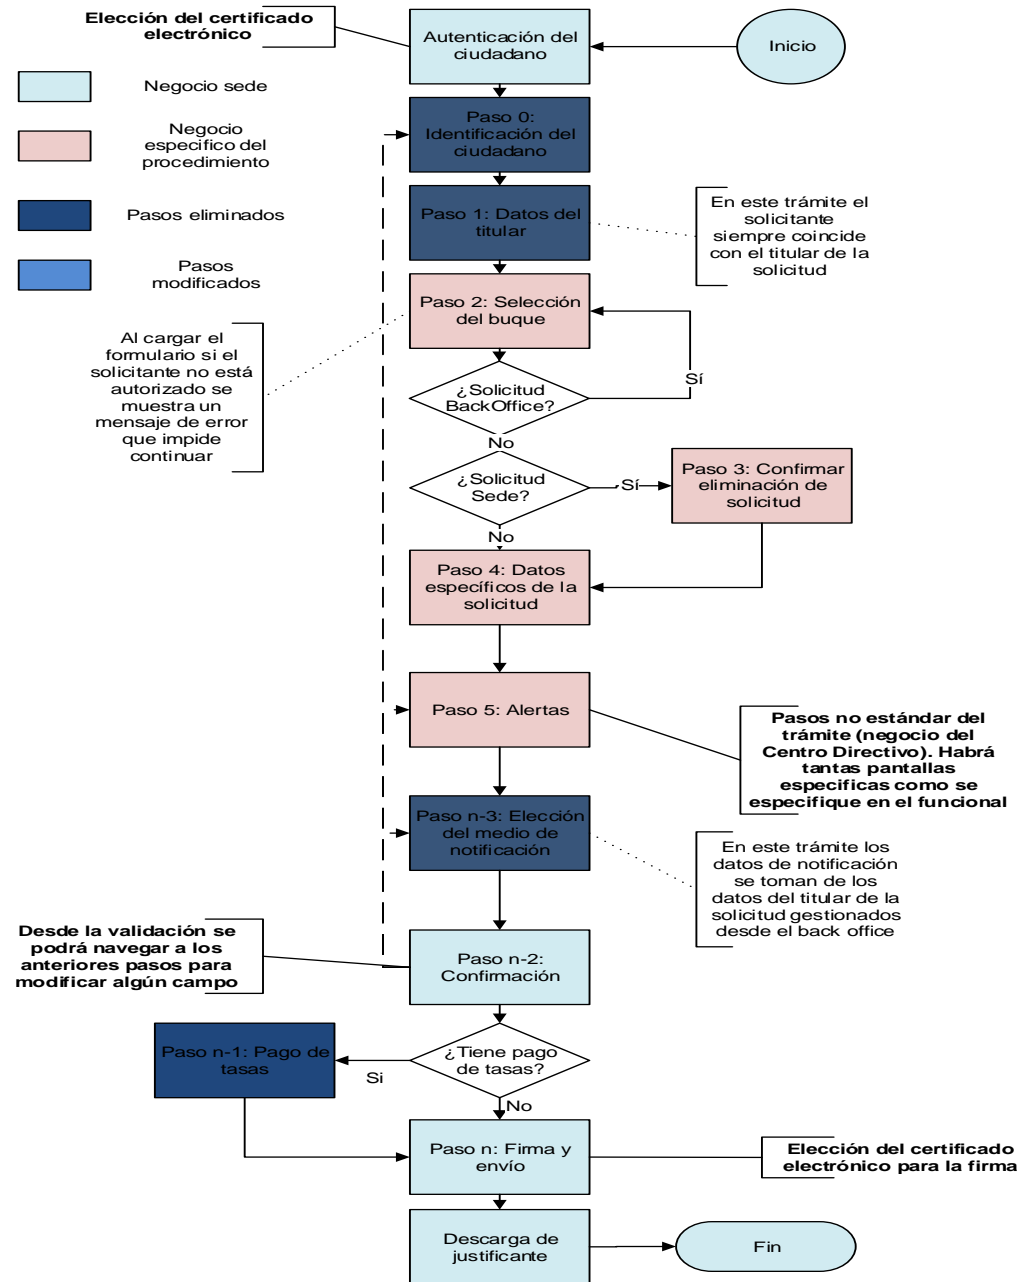 Elección del certificado
electrónico
Autenticación del
ciudadano
Inicio
Negocio sede
Negocio
especifico del
procedimiento
Pasos eliminados
Pasos
modificados
Paso 0:
Identificación del
ciudadano
Paso 1: Datos del
titular
En este trámite el
solicitante
siempre coincide
con el titular de la
solicitud
Paso 2: Selección
del buque
Al cargar el
formulario si el
solicitante no está
autorizado se
muestra un
mensaje de error
que impide
continuar
¿Solicitud
BackOffice?
Sí
No
¿Solicitud
Sede?
Sí
Paso 3: Confirmar
eliminación de
solicitud
No
Paso 4: Datos
específicos de la
solicitud
Paso 5: Alertas
Pasos no estándar del
trámite (negocio del
Centro Directivo). Habrá
tantas pantallas
especificas como se
especifique en el funcional
Paso n-3: Elección
del medio de
notificación
En este trámite los
datos de notificación
se toman de los
datos del titular de la
solicitud gestionados
desde el back office
Desde la validación se
podrá navegar a los
anteriores pasos para
modificar algún campo
Paso n-2:
Confirmación
Paso n-1: Pago de
tasas
¿Tiene pago
de tasas?
Si
No
Paso n: Firma y
envío
Elección del certificado
electrónico para la firma
Descarga de
justificante
Fin